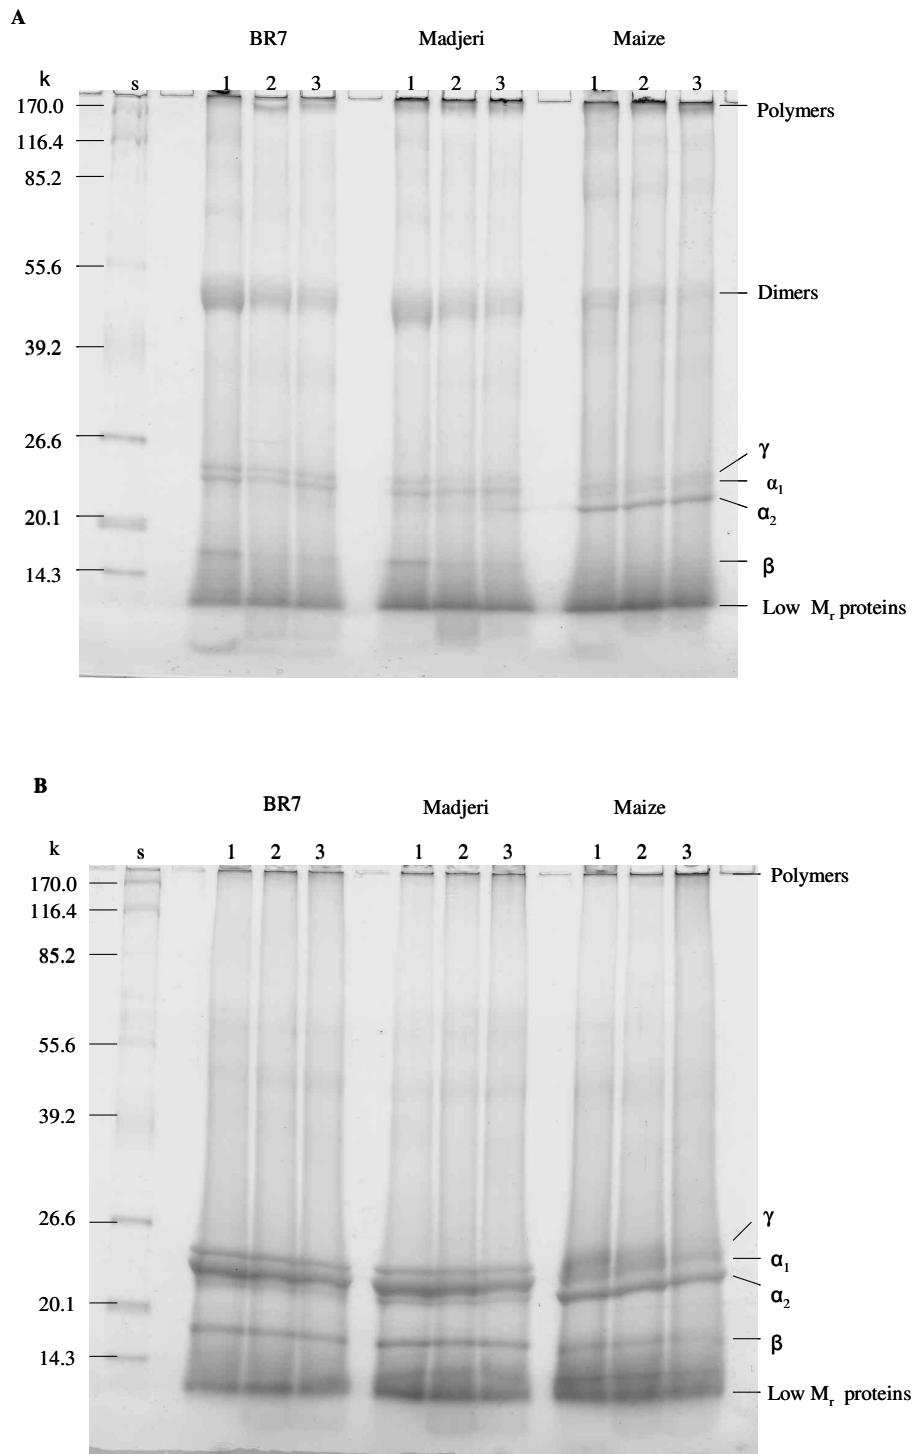 A
BR7 Madjeri Maize
k s 1 2 3 1 2 3 1 2 3
170.0 Polymers
116.4
85.2
55.6
Dimers
39.2
26.6 γ
α1
20.1 α2
14.3 β
Low Mr proteins
B
BR7 Madjeri Maize
k s 1 2 3 1 2 3 1 2 3
170.0 Polymers
116.4
85.2
55.6
39.2
26.6 γ
α1
20.1 α2
14.3 β
Low Mr proteins